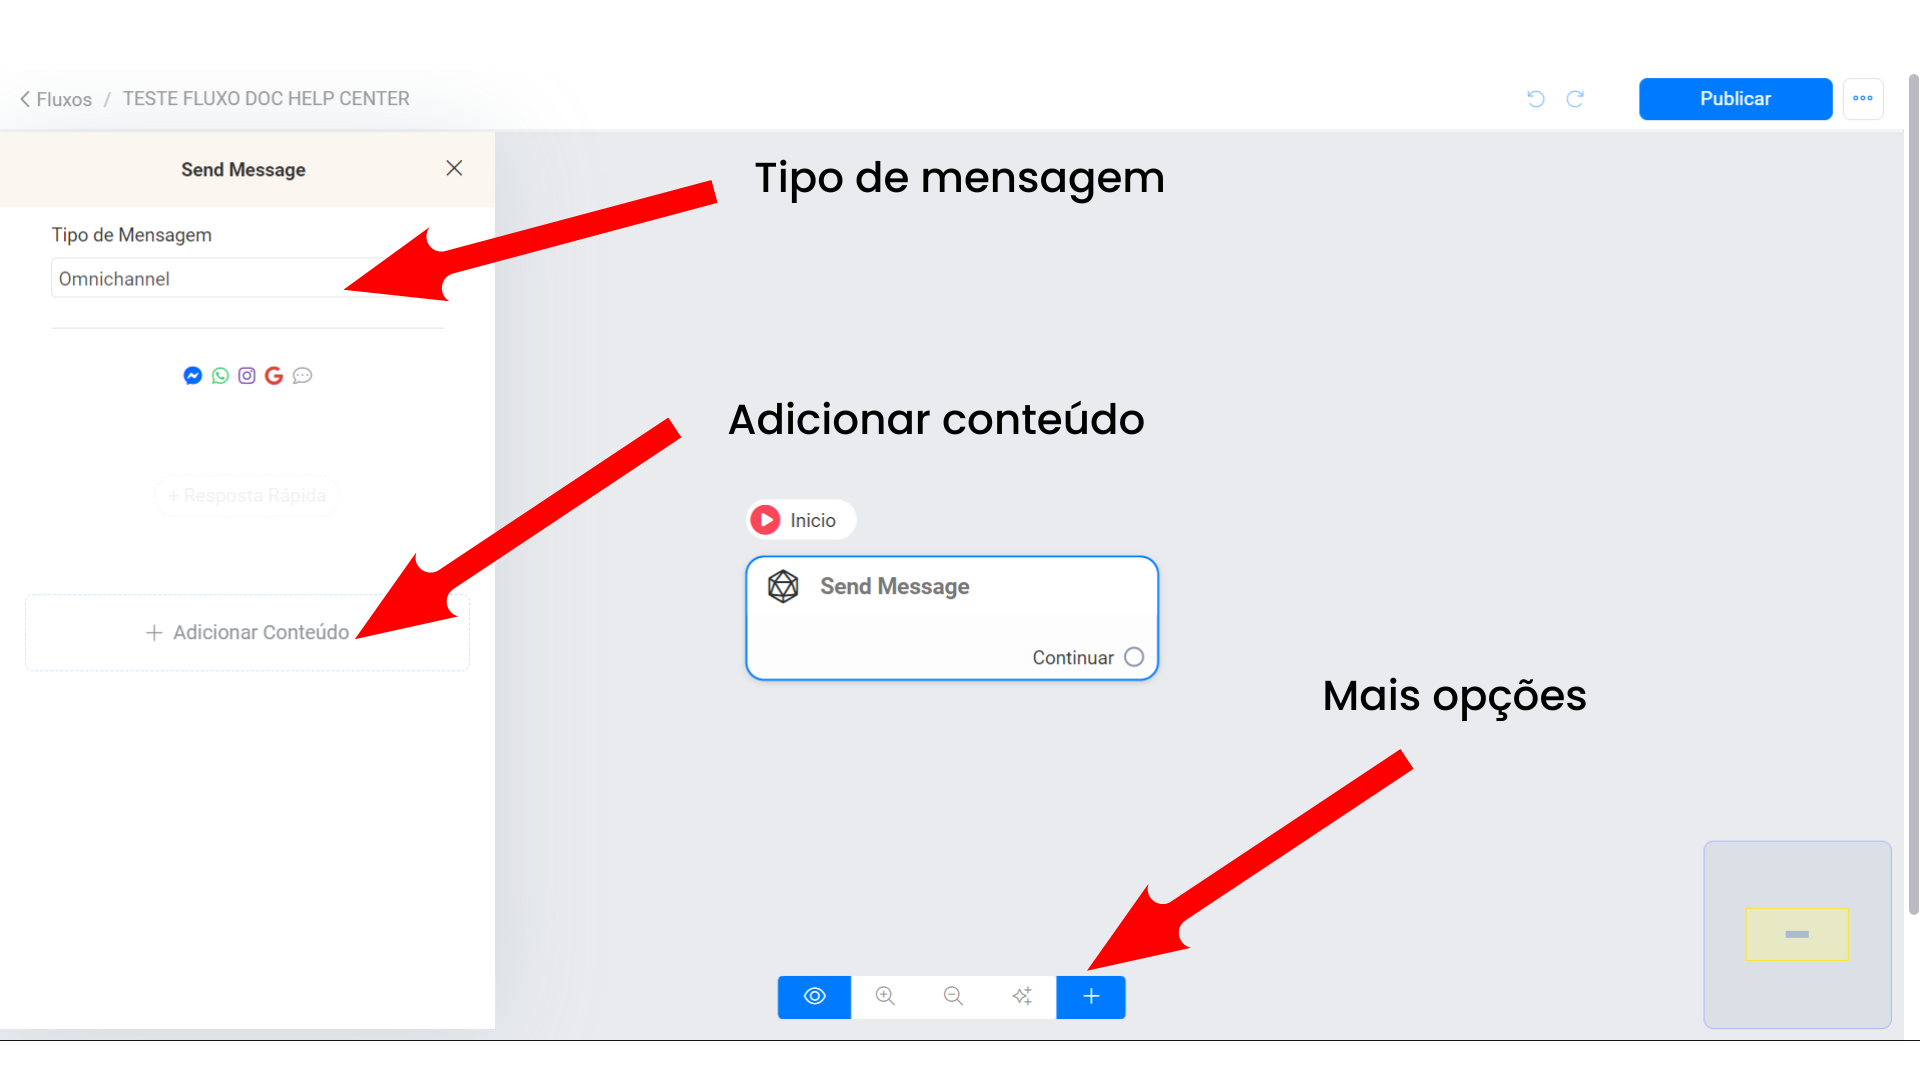 Fluxos / TESTE FLUXO DOC HELP CENTER
Publicar
Send Message
Tipo de mensagem
Tipo de Mensagem
Omnichannel
Adicionar conteúdo
+ Resposta Rápida
Inicio
Send Message
+ Adicionar Conteúdo
Continuar
Mais opções